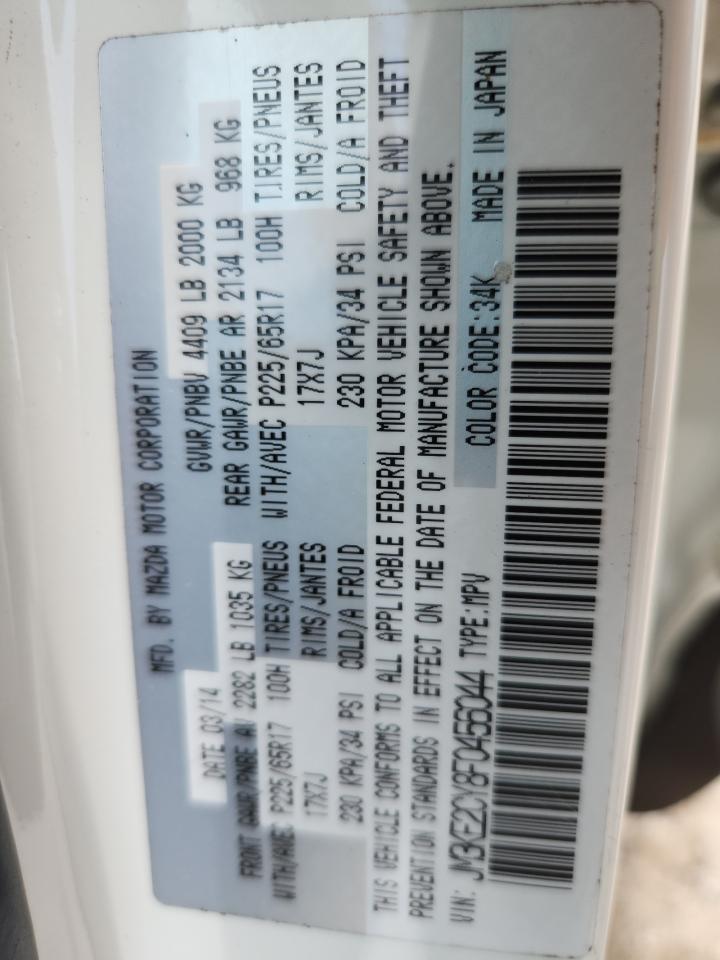 MFD. BY MAZDA MOTOR CORPORATION
DATE 03/14 GVWR/PNBV 4409 LB 2000 KG
FRONT GAWR/PNBE AV 2282 LB 1035 KG REAR GAWR/PNBE AR 2134 LB 968 KG
WITH/AVEC P225/65R17 100H TIRES/PNEUS WITH/AVEC P225/65R17 100H TIRES/PNEUS
17X7J RIMS/JANTES 17X7J RIMS/JANTES
230 KPA/34 PSI COLD/A FROID 230 KPA/34 PSI COLD/A FROID
THIS VEHICLE CONFORMS TO ALL APPLICABLE FEDERAL MOTOR VEHICLE SAFETY AND THEFT
PREVENTION STANDARDS IN EFFECT ON THE DATE OF MANUFACTURE SHOWN ABOVE.
VIN: JM3KE2CY8F0456044 TYPE:MPV COLOR CODE:34K MADE IN JAPAN